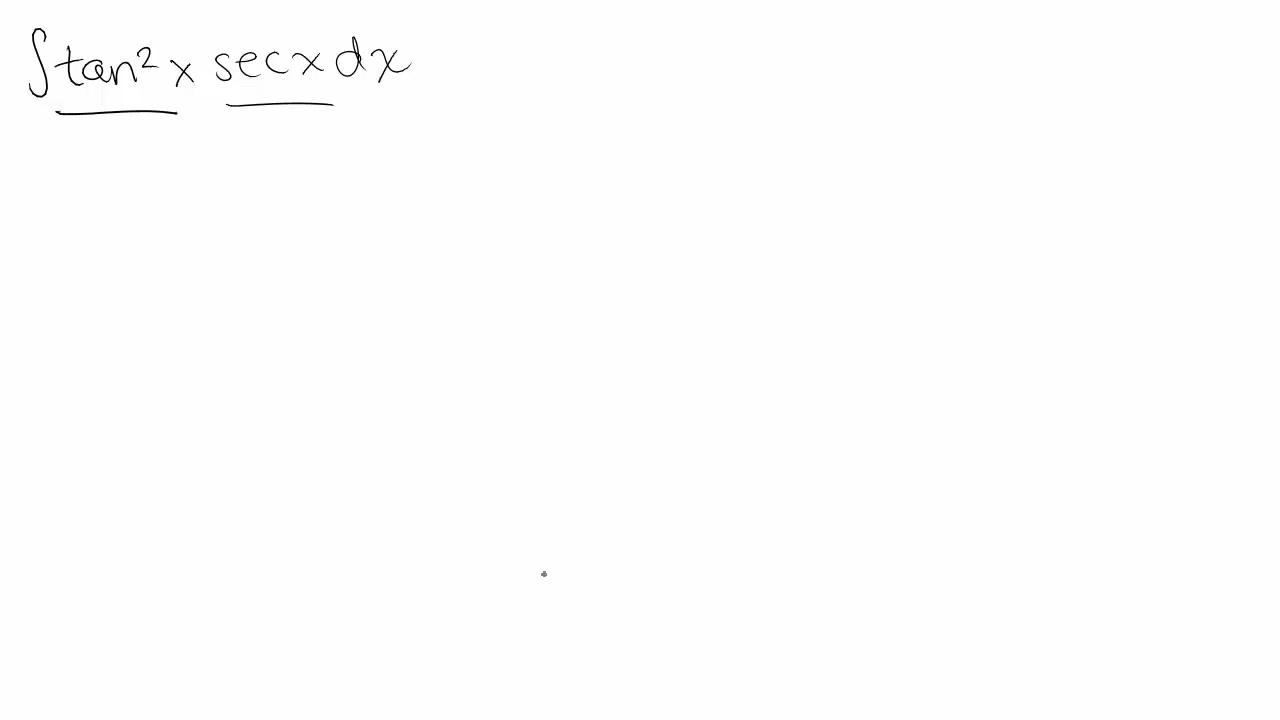 ∫tan²x secx dx